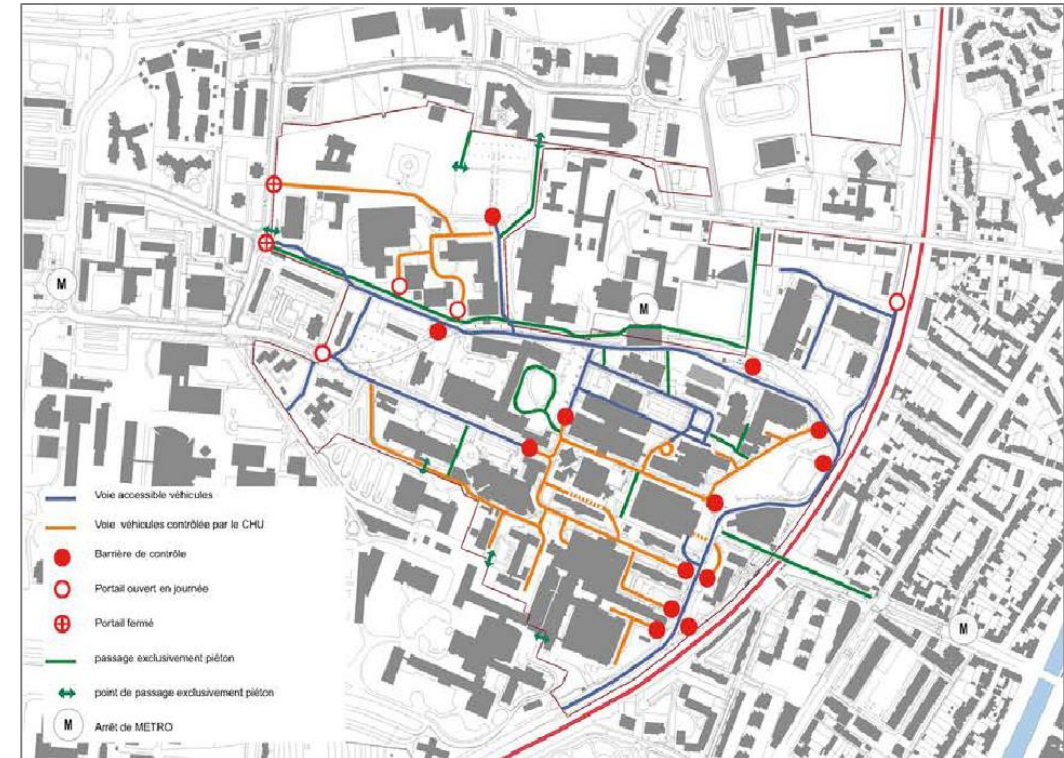 M
M
M
Voie accessible véhicules
Voie véhicules contrôlée par le CHU
Barrière de contrôle
Portail ouvert en journée
Portail fermé
passage exclusivement piéton
point de passage exclusivement piéton
M Arrêt de METRO